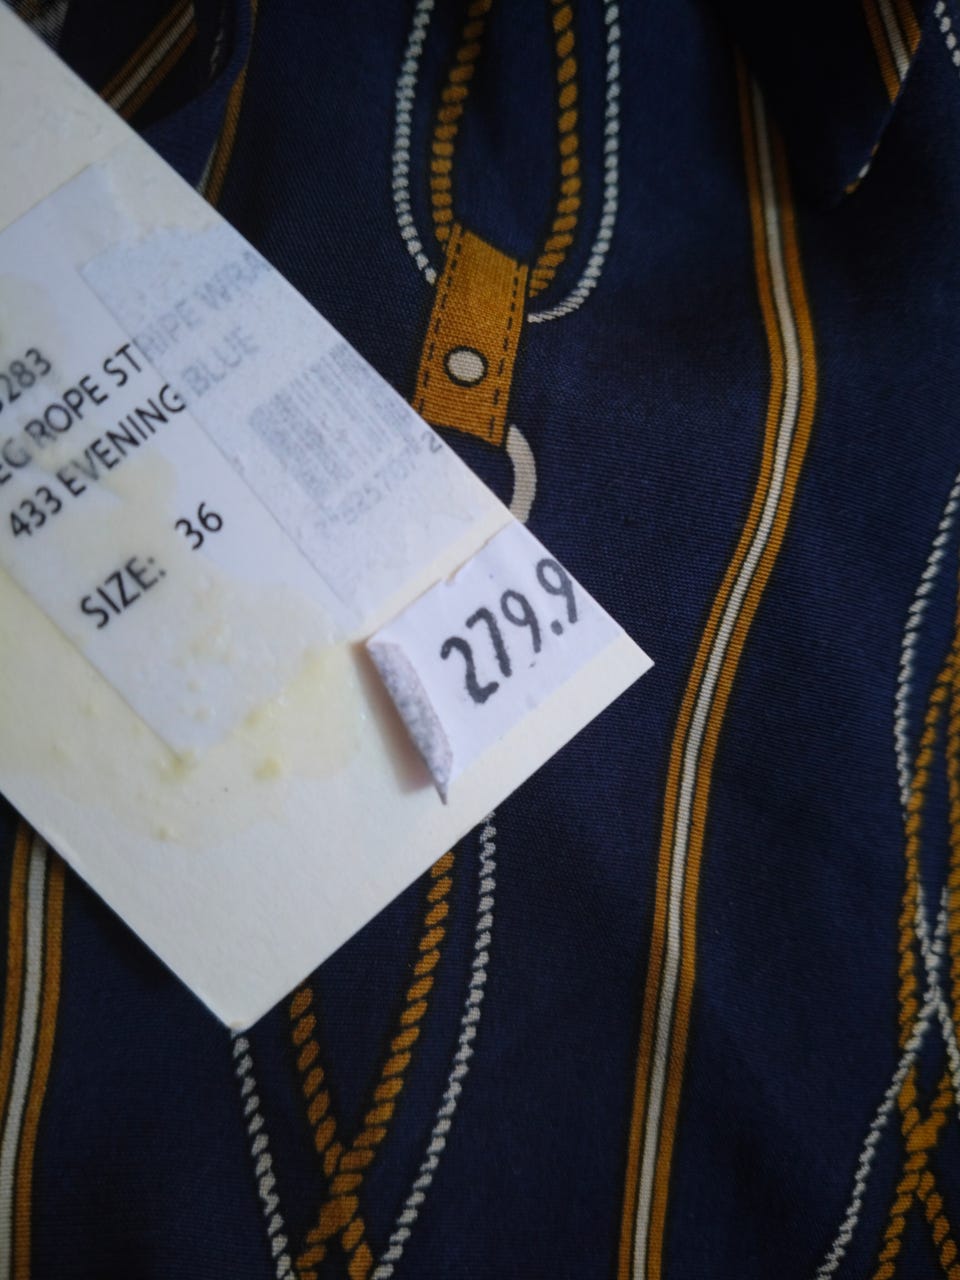 283
EG ROPE STRIPE WRA
433 EVENING BLUE
SIZE: 36
279.9